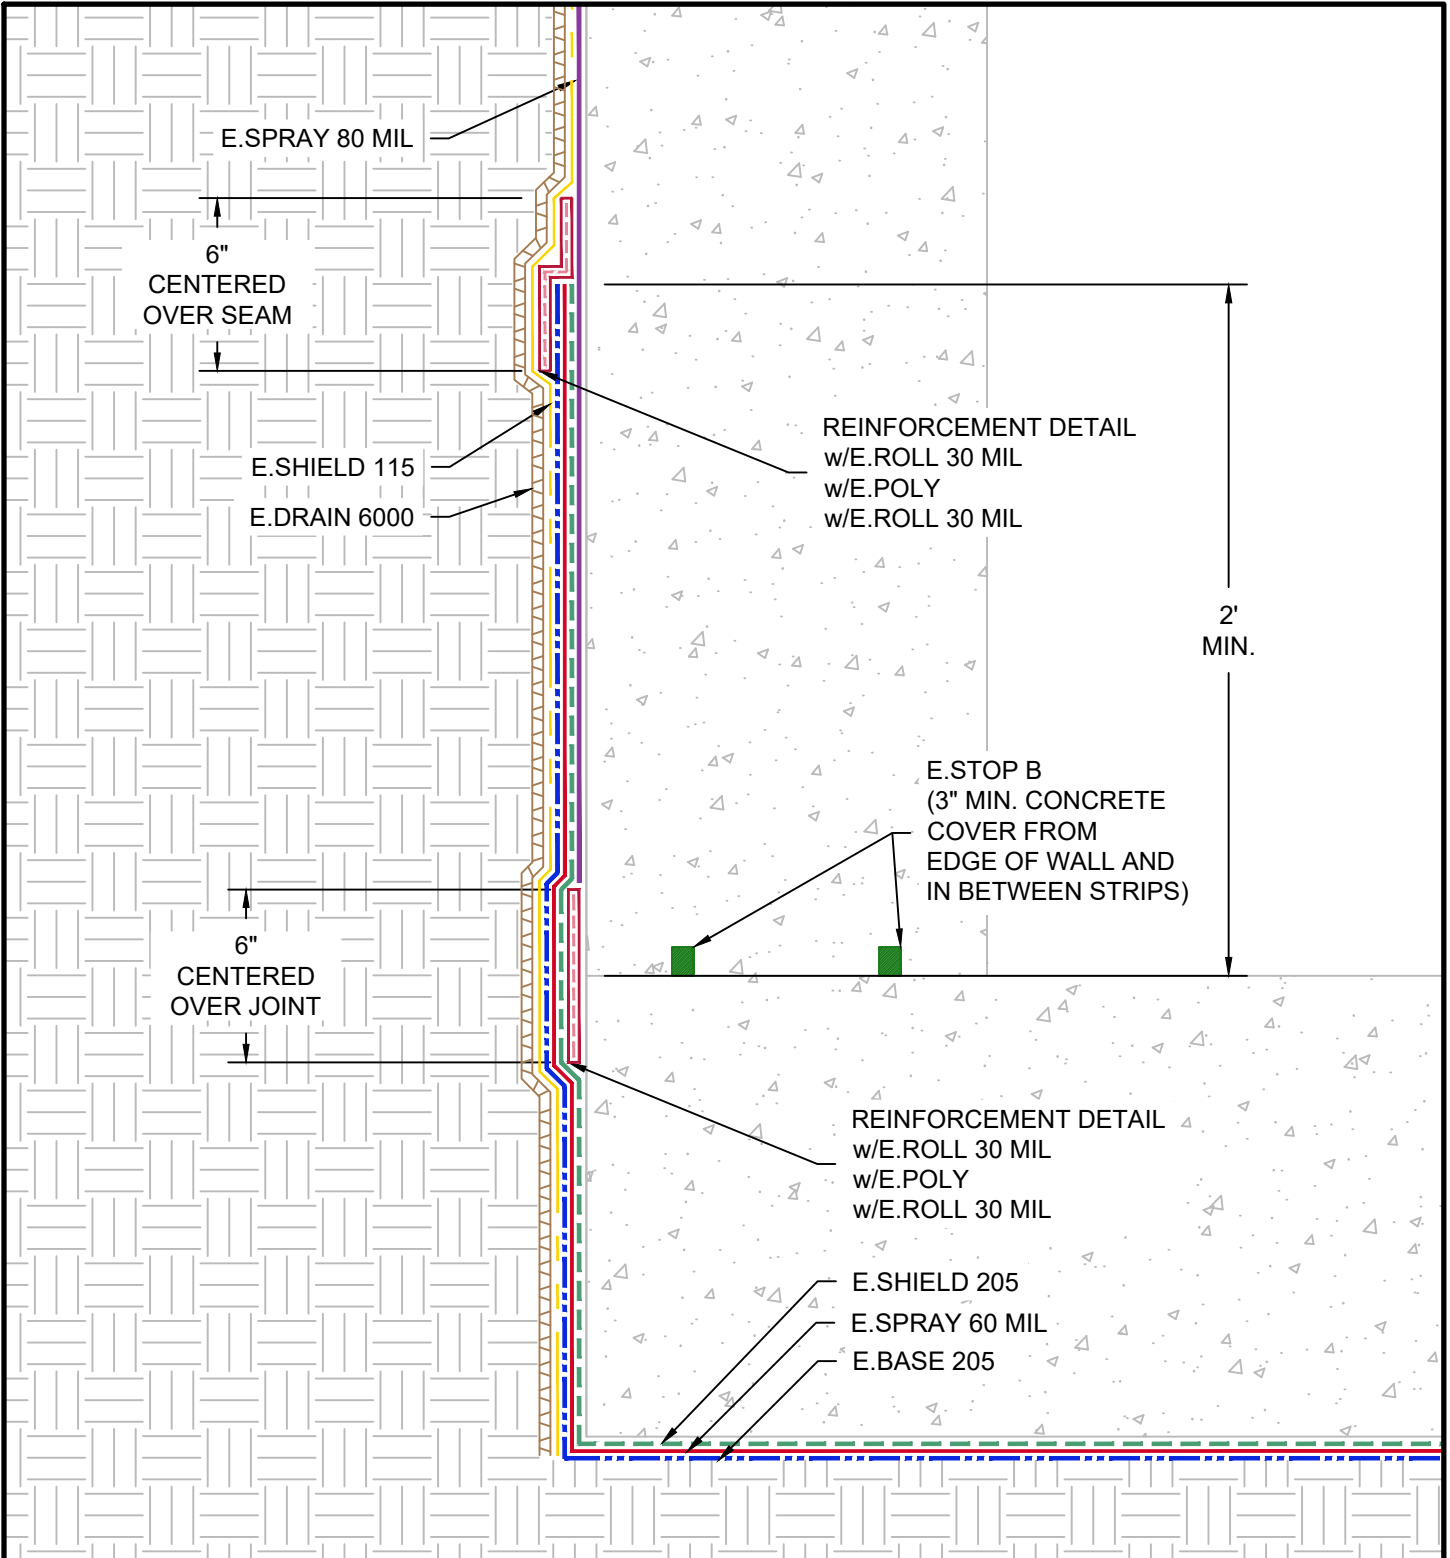 E.SPRAY 80 MIL
6"
CENTERED
OVER SEAM
REINFORCEMENT DETAIL
w/E.ROLL 30 MIL
w/E.POLY
w/E.ROLL 30 MIL
E.SHIELD 115
E.DRAIN 6000
2'
MIN.
E.STOP B
(3" MIN. CONCRETE
COVER FROM
EDGE OF WALL AND
IN BETWEEN STRIPS)
6"
CENTERED
OVER JOINT
REINFORCEMENT DETAIL
w/E.ROLL 30 MIL
w/E.POLY
w/E.ROLL 30 MIL
E.SHIELD 205
E.SPRAY 60 MIL
E.BASE 205